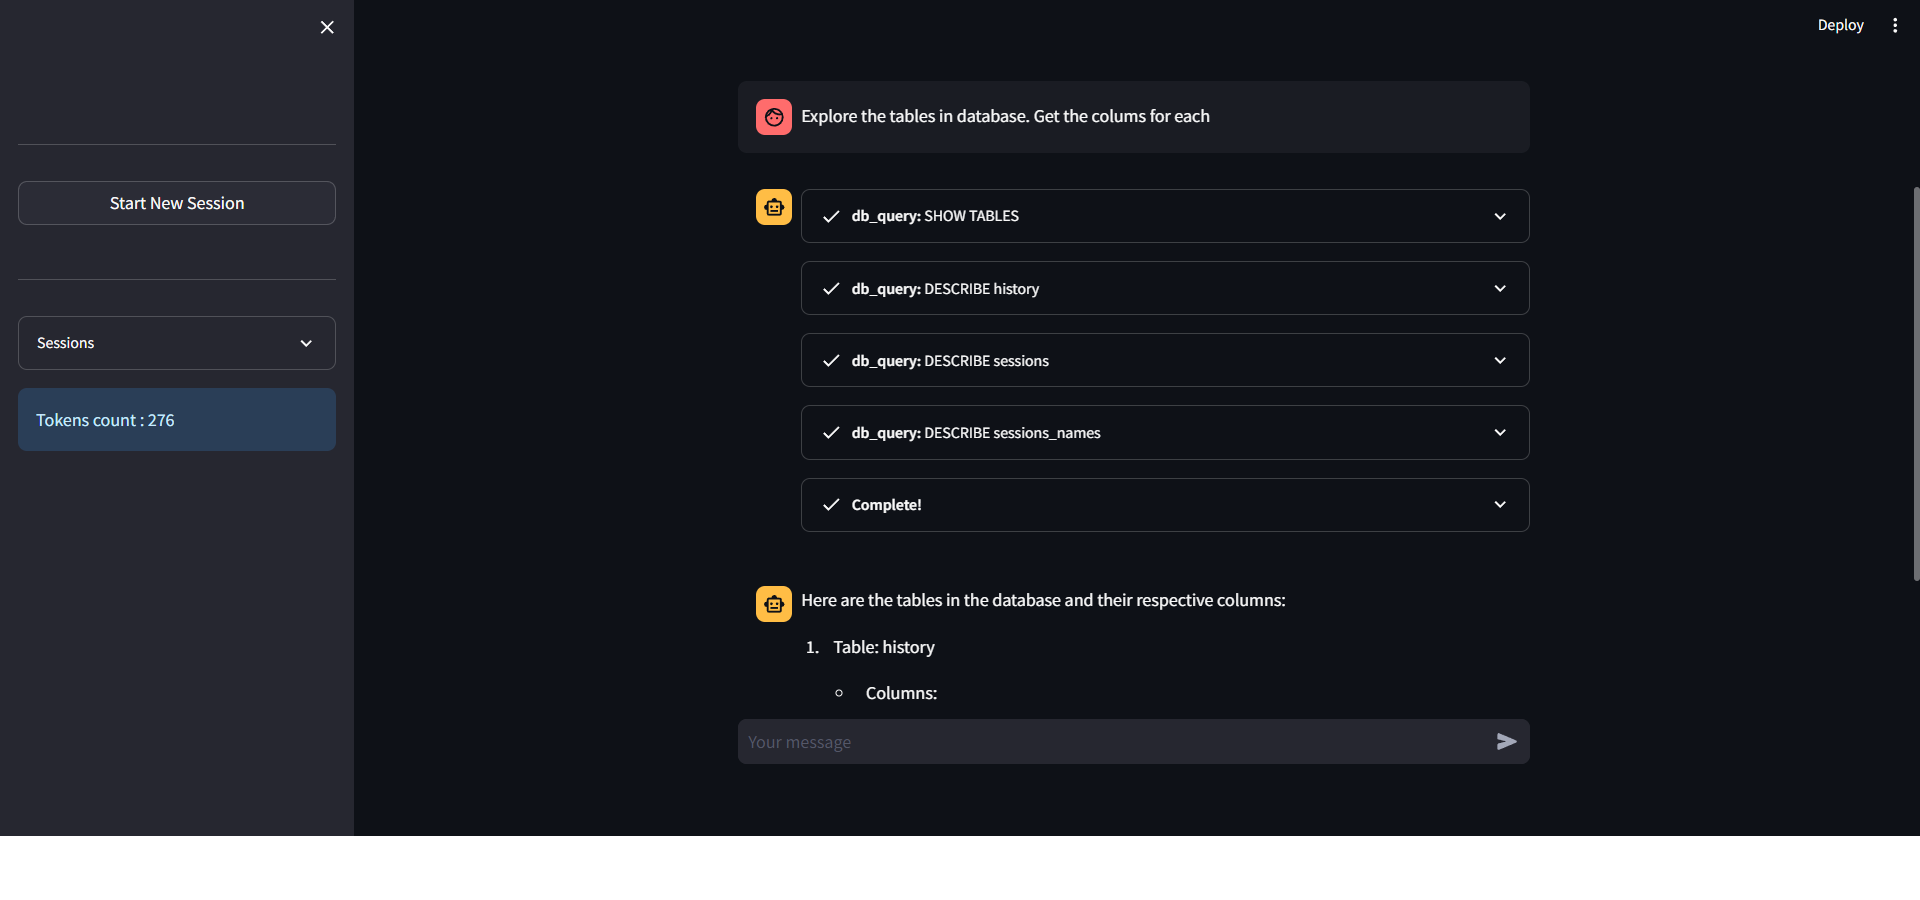 Deploy
Start New Session
Sessions
Tokens count : 276
Explore the tables in database. Get the colums for each
db_query: SHOW TABLES
db_query: DESCRIBE history
db_query: DESCRIBE sessions
db_query: DESCRIBE sessions_names
Complete!
Here are the tables in the database and their respective columns:
1. Table: history
Columns:
Your message